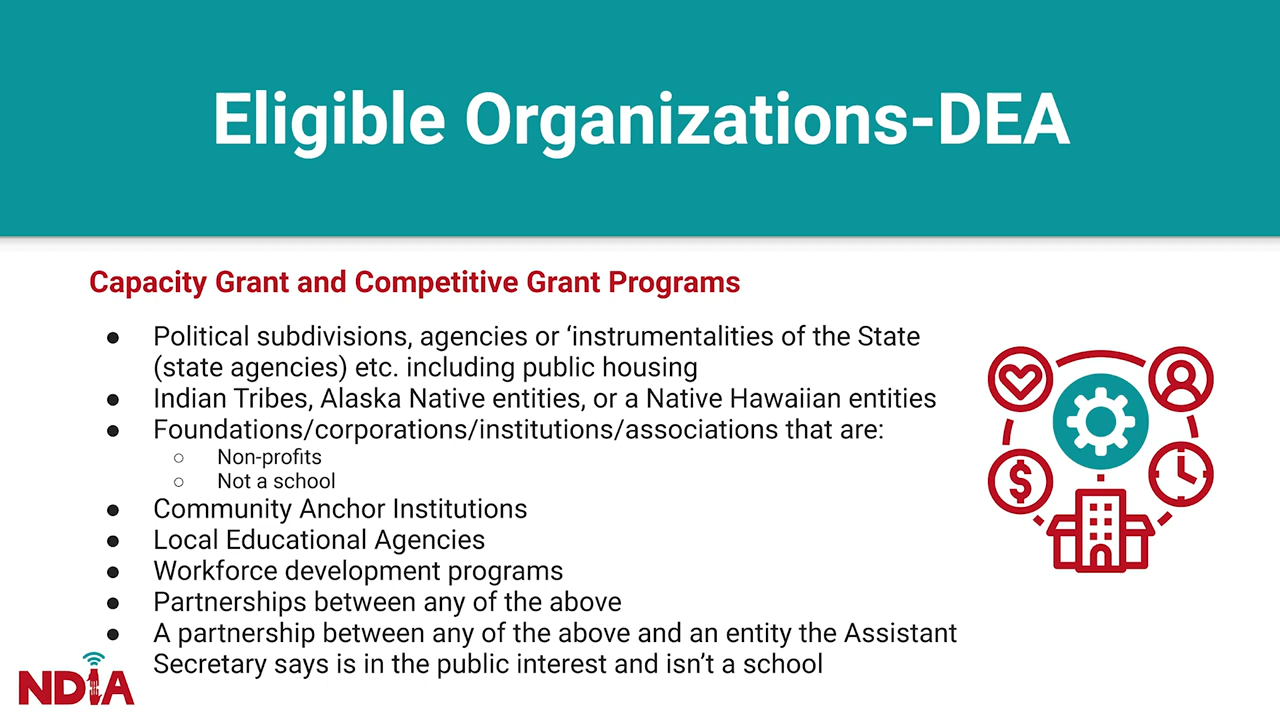 Eligible Organizations-DEA
Capacity Grant and Competitive Grant Programs
● Political subdivisions, agencies or ‘instrumentalities of the State
(state agencies) etc. including public housing
● Indian Tribes, Alaska Native entities, or a Native Hawaiian entities
● Foundations/corporations/institutions/associations that are:
○ Non-profits
○ Not a school
● Community Anchor Institutions
● Local Educational Agencies
● Workforce development programs
● Partnerships between any of the above
● A partnership between any of the above and an entity the Assistant
Secretary says is in the public interest and isn’t a school
$
NDIA